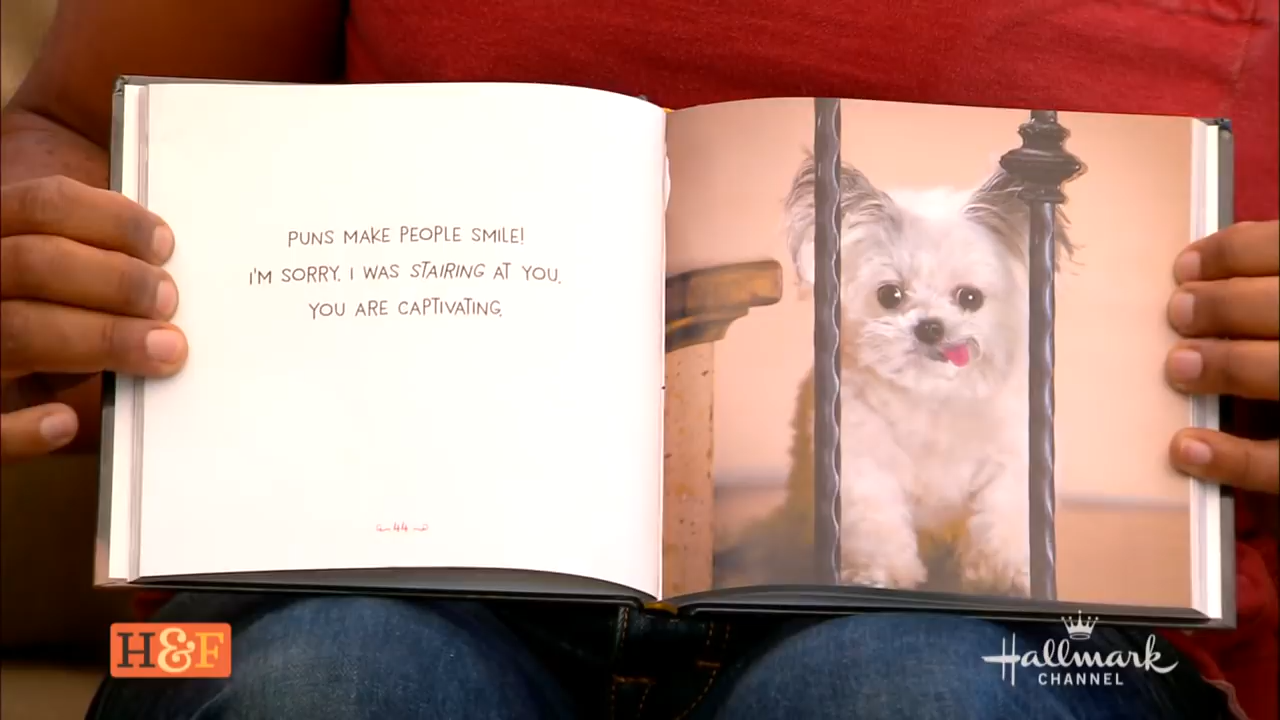 PUNS MAKE PEOPLE SMILE!
I'M SORRY. I WAS STAIRING AT YOU.
YOU ARE CAPTIVATING.
44
H&F
Hallmark
CHANNEL